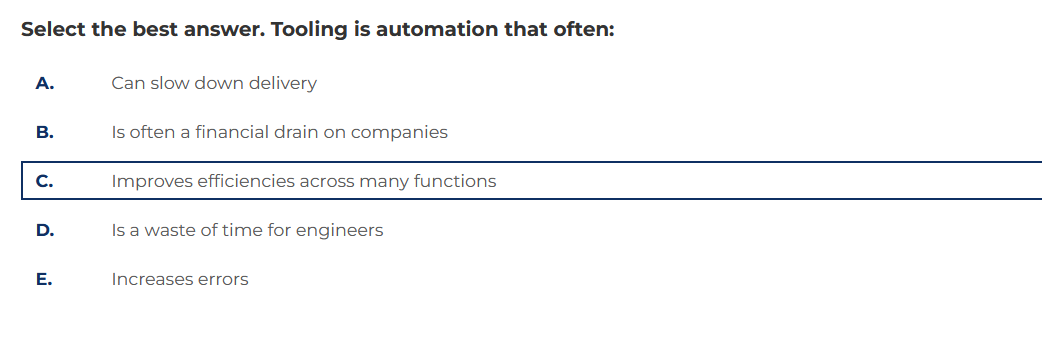 Select the best answer. Tooling is automation that often:
A. Can slow down delivery
B. Is often a financial drain on companies
C. Improves efficiencies across many functions
D. Is a waste of time for engineers
E. Increases errors